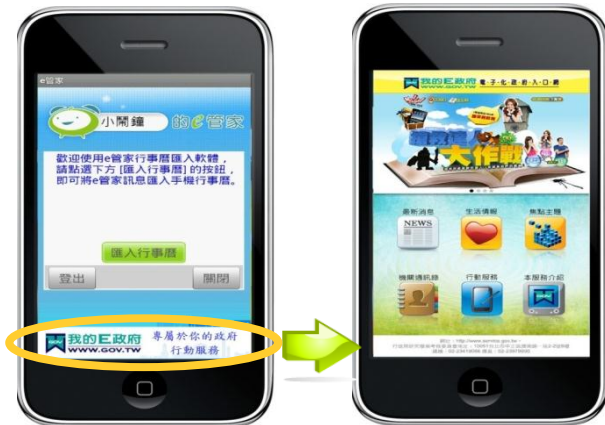 e管家
小鬧鐘 的e管家
歡迎使用e管家行事曆匯入軟體，
請點選下方 [匯入行事曆] 的按鈕，
即可將e管家訊息匯入手機行事曆。
匯入行事曆
登出 關閉
我的E政府
WWW.GOV.TW
專屬於你的政府
行動服務
我的E政府 電‧子‧化‧政‧府‧入‧口‧網
WWW.GOV.TW
大作戰
最新消息 生活情報 焦點主題
NEWS
機關通訊錄 行動服務 本服務介紹